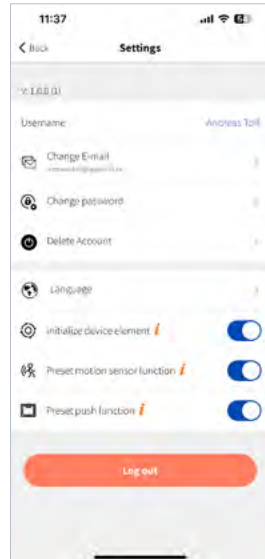 11:37
Back
Settings
v: 1.0.0 (1)
Username
Andreas
Change E-mail
Change password
Delete Account
Language
initialize device element i
Preset motion sensor function i
Preset push function i
Log out